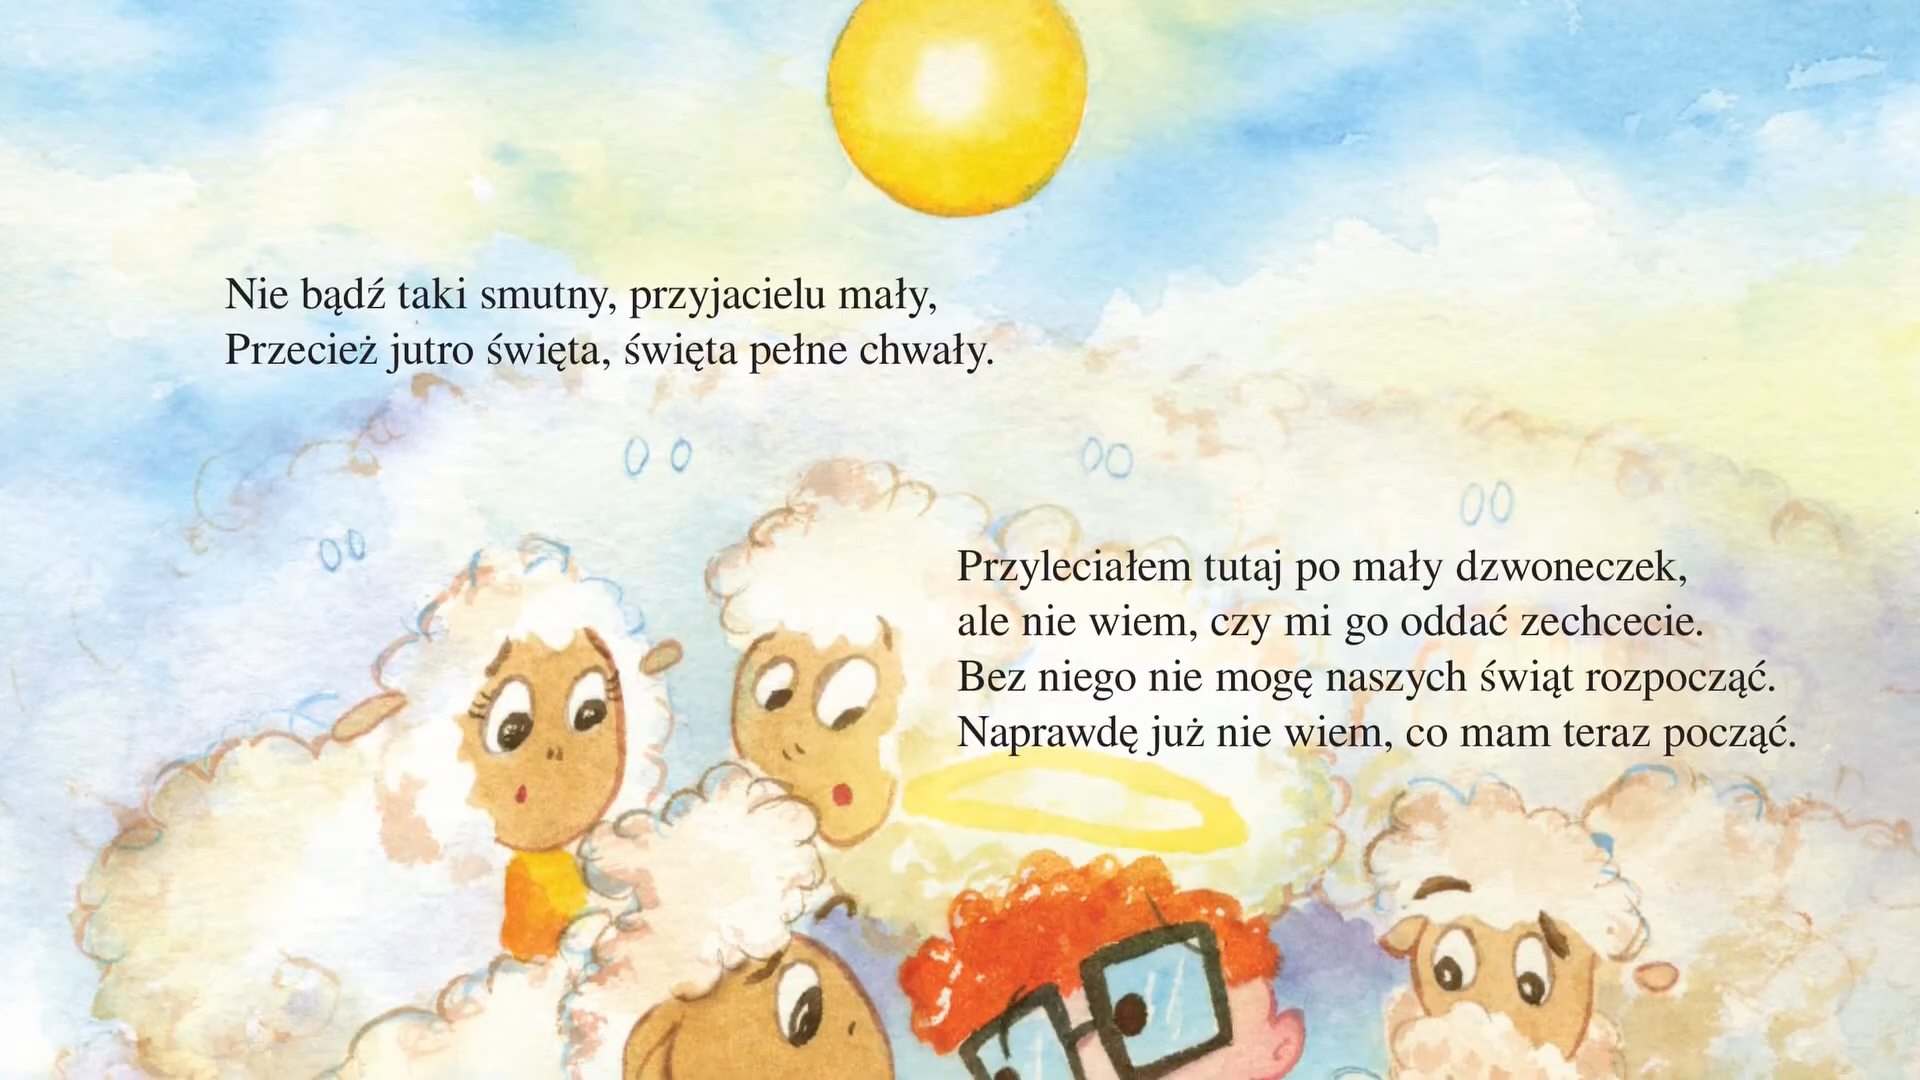 Nie bądź taki smutny, przyjacielu mały,
Przecież jutro święta, święta pełne chwały.
Przyleciałem tutaj po mały dzwoneczek,
ale nie wiem, czy mi go oddać zechcecie.
Bez niego nie mogę naszych świąt rozpocząć.
Naprawdę już nie wiem, co mam teraz począć.